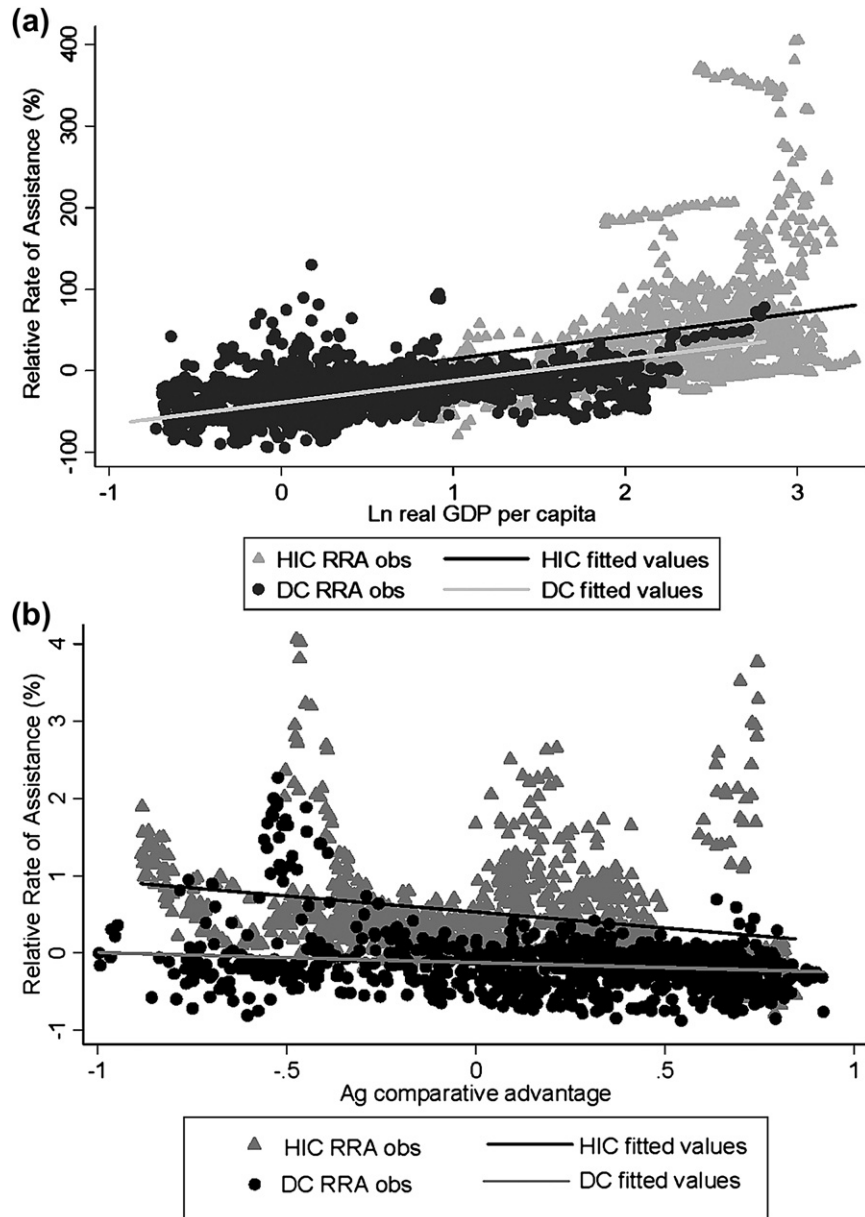 (a)
Relative Rate of Assistance (%)
400
300
200
100
0
-100
-1 0 1 2 3
Ln real GDP per capita
HIC RRA obs HIC fitted values
DC RRA obs DC fitted values
(b)
Relative Rate of Assistance (%)
4
3
2
1
0
-1
-1 -.5 0 .5 1
Ag comparative advantage
HIC RRA obs HIC fitted values
DC RRA obs DC fitted values